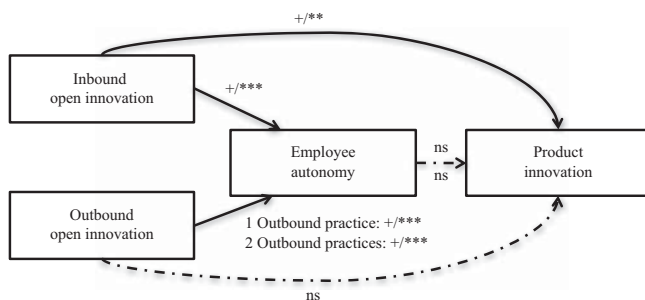 +/**
Inbound
open innovation
+/***
Employee
autonomy
ns
ns
Product
innovation
Outbound
open innovation
1 Outbound practice: +/***
2 Outbound practices: +/***
ns